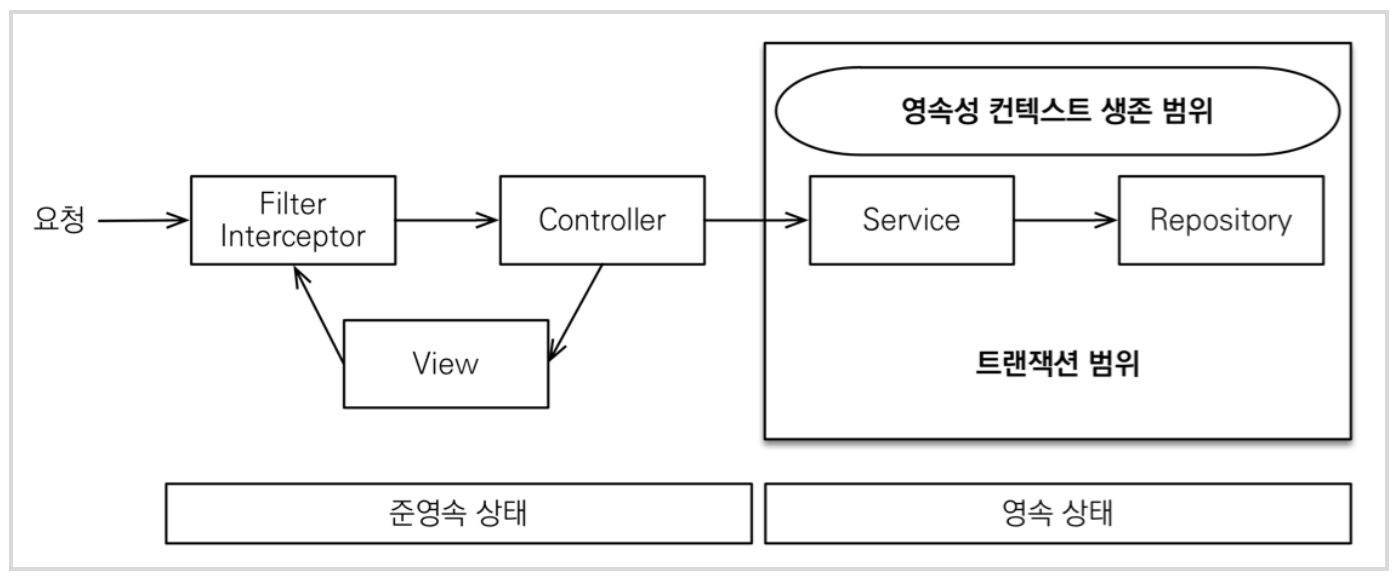 영속성 컨텍스트 생존 범위
요청
Filter
Interceptor
Controller
Service
Repository
View
트랜잭션 범위
준영속 상태
영속 상태